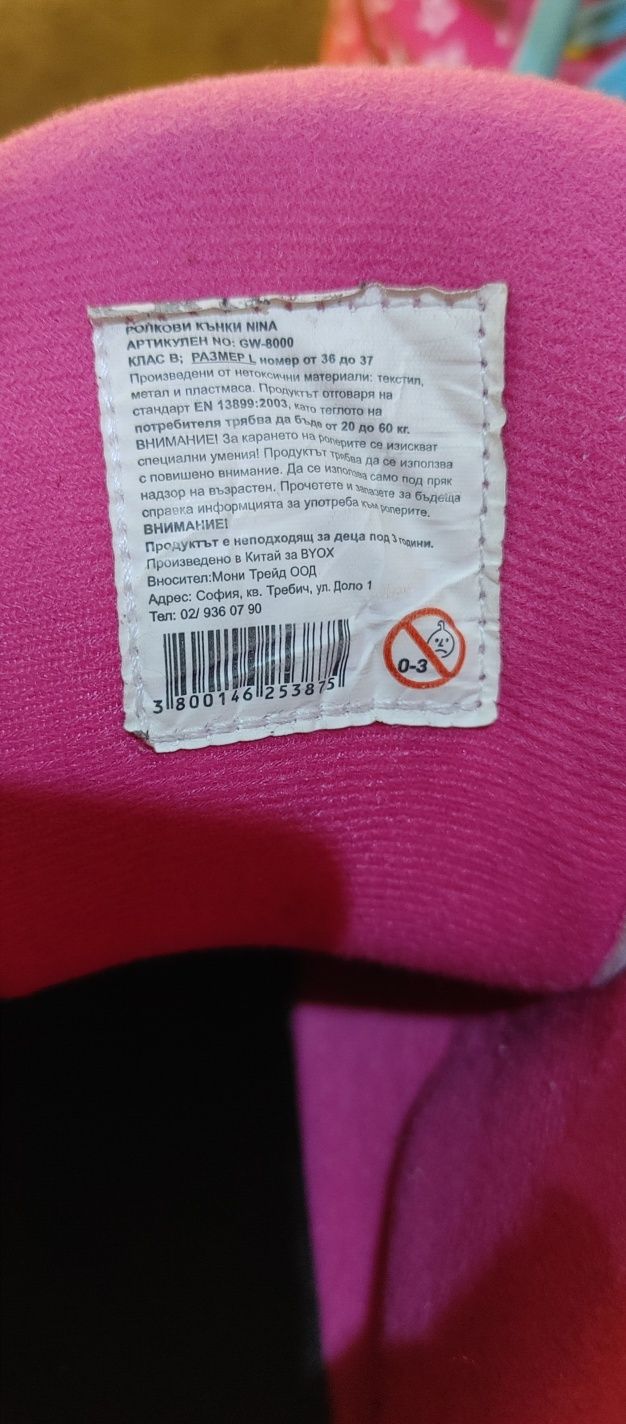 РОЛКОВИ КЪНКИ NINA
АРТИКУЛЕН NO: GW-8000
КЛАС B; РАЗМЕР L номер от 36 до 37
Произведени от нетоксични материали: текстил,
метал и пластмаса. Продуктът отговаря на
стандарт EN 13899:2003, като теглото на
потребителя трябва да бъде от 20 до 60 кг.
ВНИМАНИЕ! За карането на ролерите се изискват
специални умения! Продуктът трябва да се използва
с повишено внимание. Да се използва само под пряк
надзор на възрастен. Прочетете и запазете за бъдеща
справка информцията за употреба към ролерите.
ВНИМАНИЕ!
Продуктът е неподходящ за деца под 3 години.
Произведено в Китай за BYOX
Вносител:Мони Трейд ООД
Адрес: София, кв. Требич, ул. Доло 1
Тел: 02/ 936 07 90
0-3
3800146253875